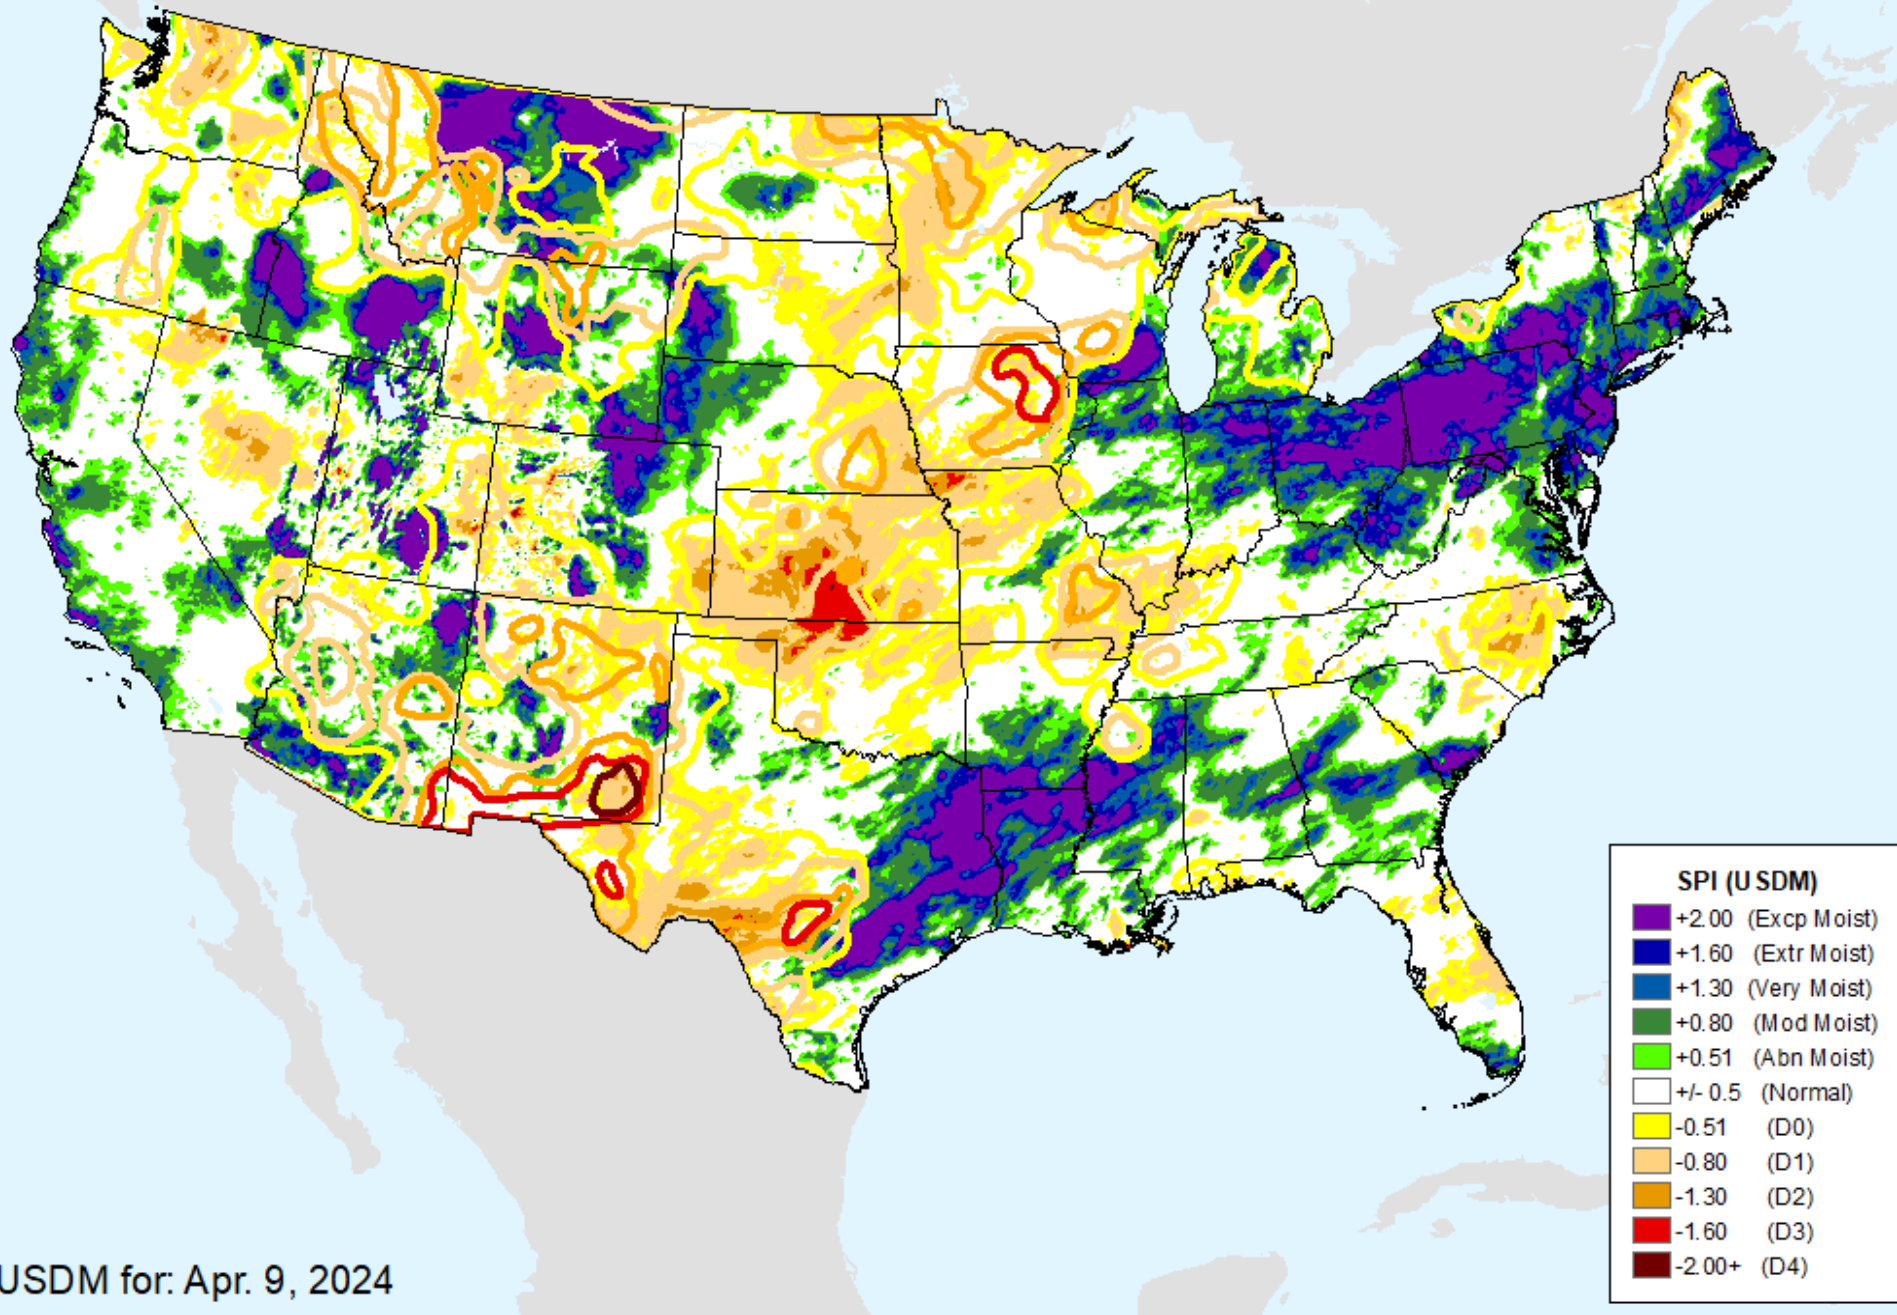 SPI (USDM)
+2.00 (Excp Moist)
+1.60 (Extr Moist)
+1.30 (Very Moist)
+0.80 (Mod Moist)
+0.51 (Abn Moist)
+/- 0.5 (Normal)
-0.51 (D0)
-0.80 (D1)
-1.30 (D2)
-1.60 (D3)
-2.00+ (D4)
USDM for: Apr. 9, 2024